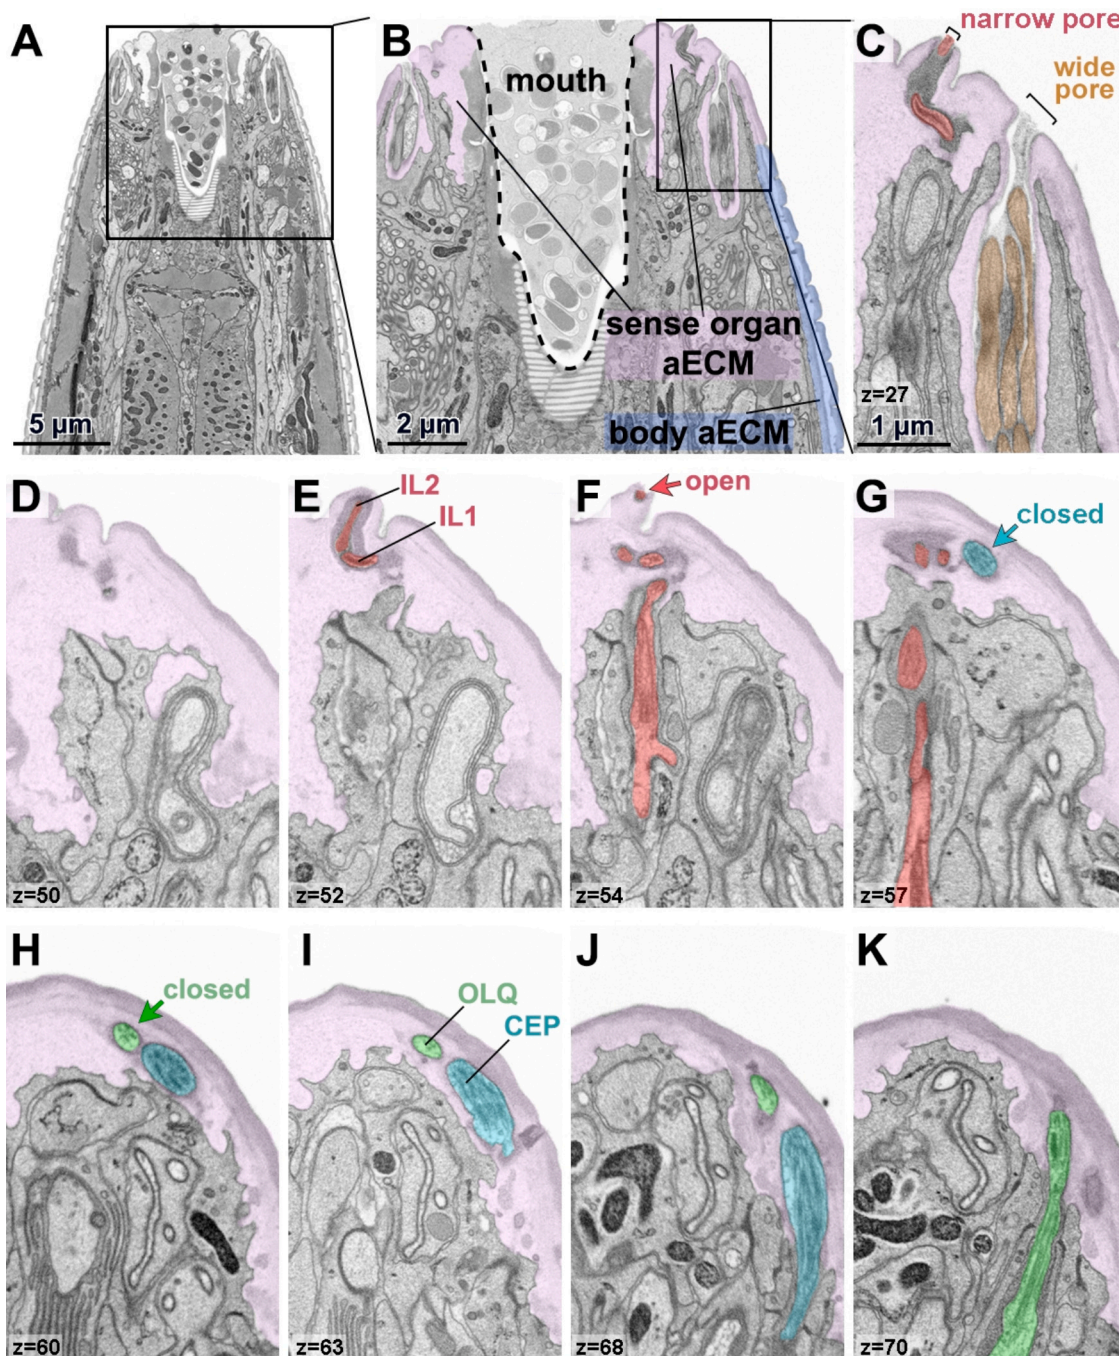 A
5 µm
B
mouth
sense organ
aECM
2 µm
body aECM
C
narrow pore
wide
pore
z=27
1 µm
D
z=50
E
IL2
IL1
z=52
F
open
z=54
G
closed
z=57
H
closed
z=60
I
OLQ
CEP
z=63
J
z=68
K
z=70